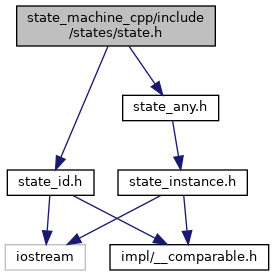 state_machine_cpp/include
/states/state.h
state_any.h
state_id.h
state_instance.h
iostream
impl/__comparable.h